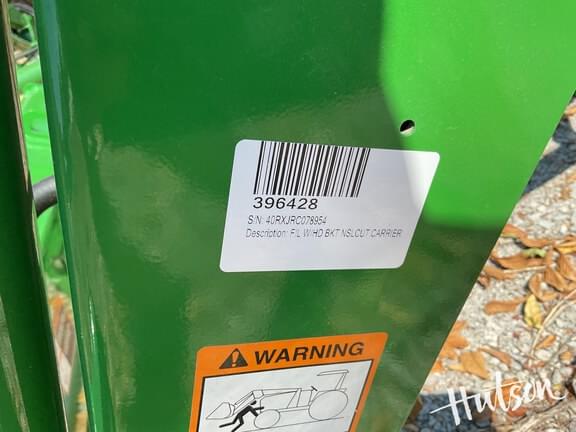 396428
S/N: 40RXJRC078954
Description: F/L W/HD BKT NSLCUT CARRIER
WARNING
Hutson